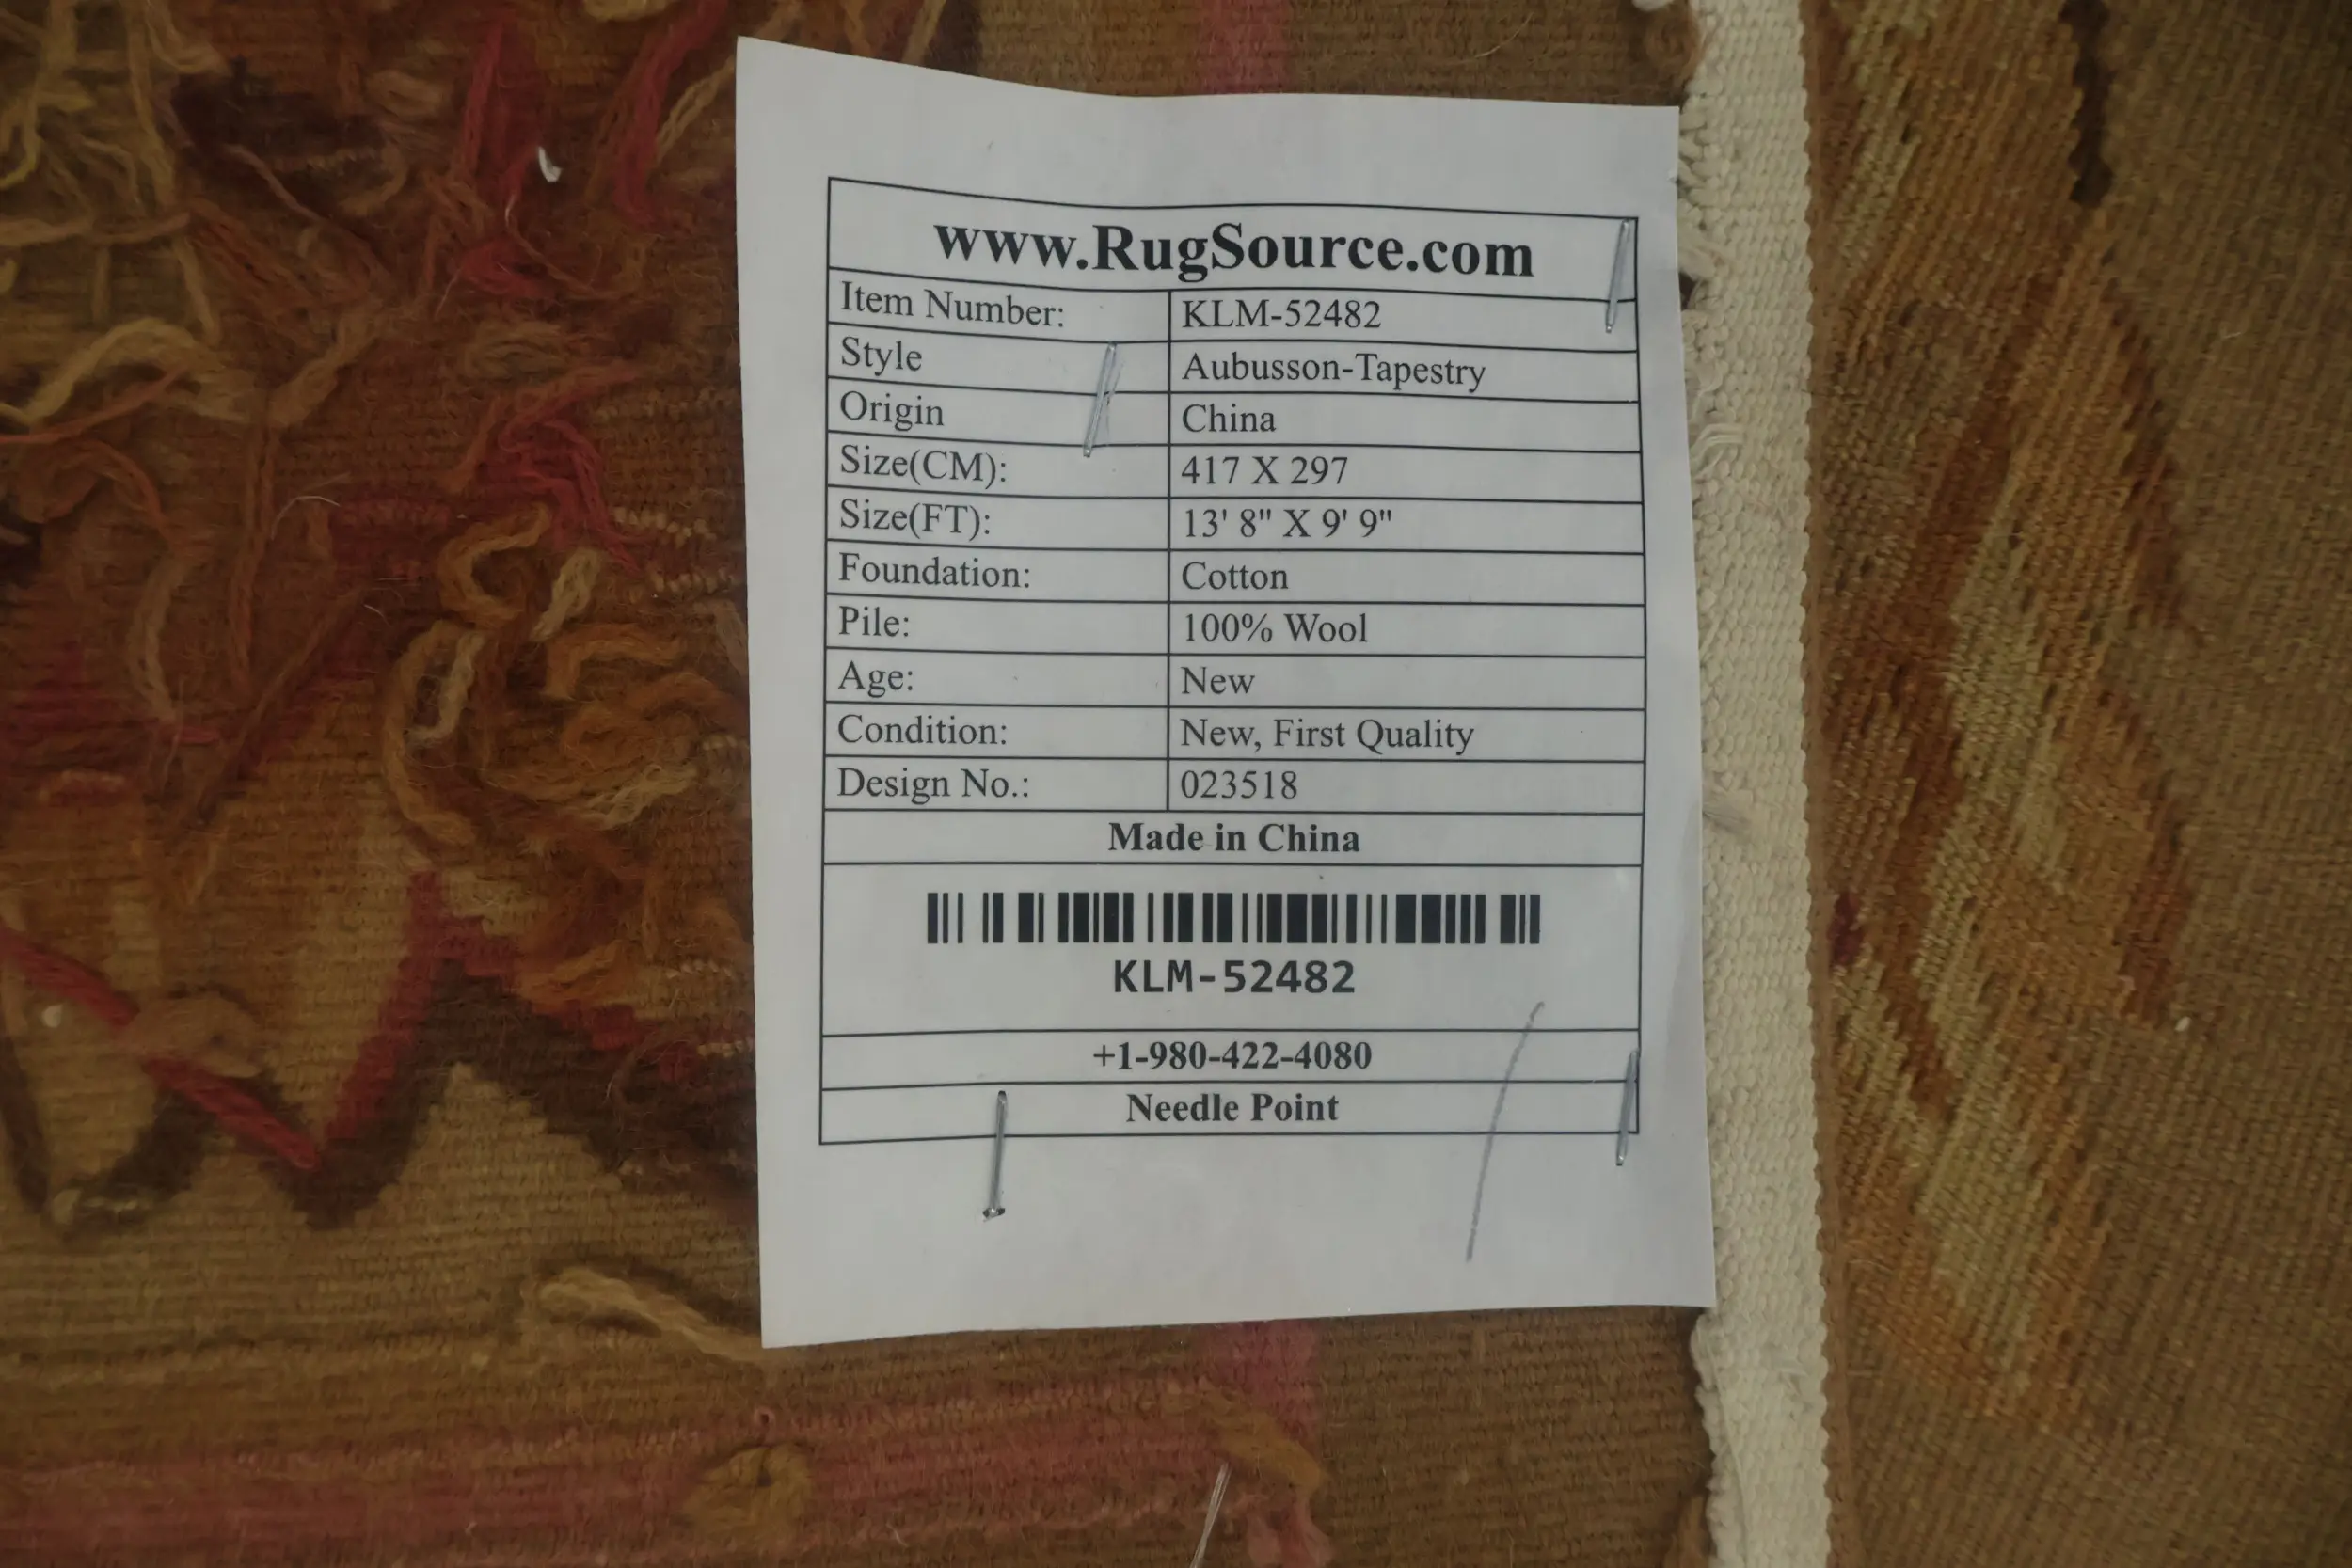 www.RugSource.com
Item Number: KLM-52482
Style Aubusson-Tapestry
Origin China
Size(CM): 417 X 297
Size(FT): 13' 8" X 9' 9"
Foundation: Cotton
Pile: 100% Wool
Age: New
Condition: New, First Quality
Design No.: 023518
Made in China
KLM-52482
+1-980-422-4080
Needle Point